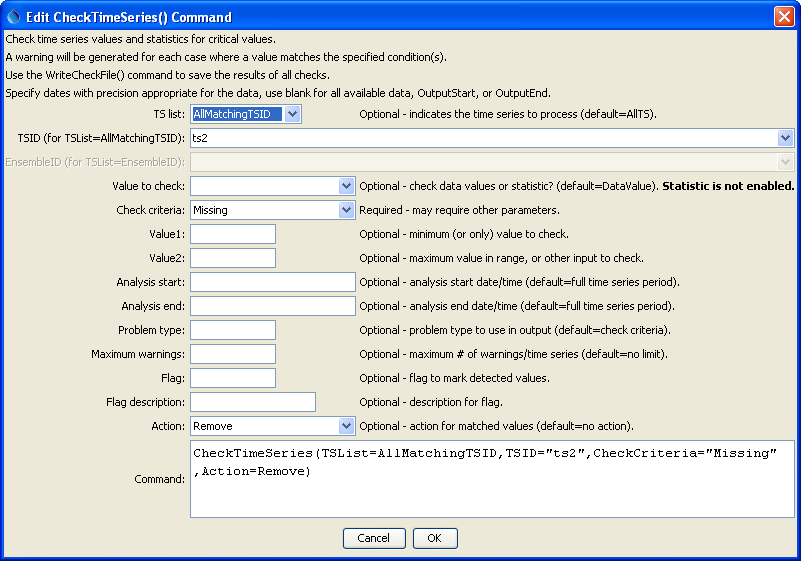 Edit CheckTimeSeries() Command
Check time series values and statistics for critical values.
A warning will be generated for each case where a value matches the specified condition(s).
Use the WriteCheckFile() command to save the results of all checks.
Specify dates with precision appropriate for the data, use blank for all available data, OutputStart, or OutputEnd.
TS list: AllMatchingTSID Optional - indicates the time series to process (default=AllTS).
TSID (for TSList=AllMatchingTSID): ts2
EnsembleID (for TSList=EnsembleID):
Value to check: Optional - check data values or statistic? (default=DataValue). Statistic is not enabled.
Check criteria: Missing Required - may require other parameters.
Value1: Optional - minimum (or only) value to check.
Value2: Optional - maximum value in range, or other input to check.
Analysis start: Optional - analysis start date/time (default=full time series period).
Analysis end: Optional - analysis end date/time (default=full time series period).
Problem type: Optional - problem type to use in output (default=check criteria).
Maximum warnings: Optional - maximum # of warnings/time series (default=no limit).
Flag: Optional - flag to mark detected values.
Flag description: Optional - description for flag.
Action: Remove Optional - action for matched values (default=no action).
Command: CheckTimeSeries(TSList=AllMatchingTSID,TSID="ts2",CheckCriteria="Missing"
,Action=Remove)
Cancel OK